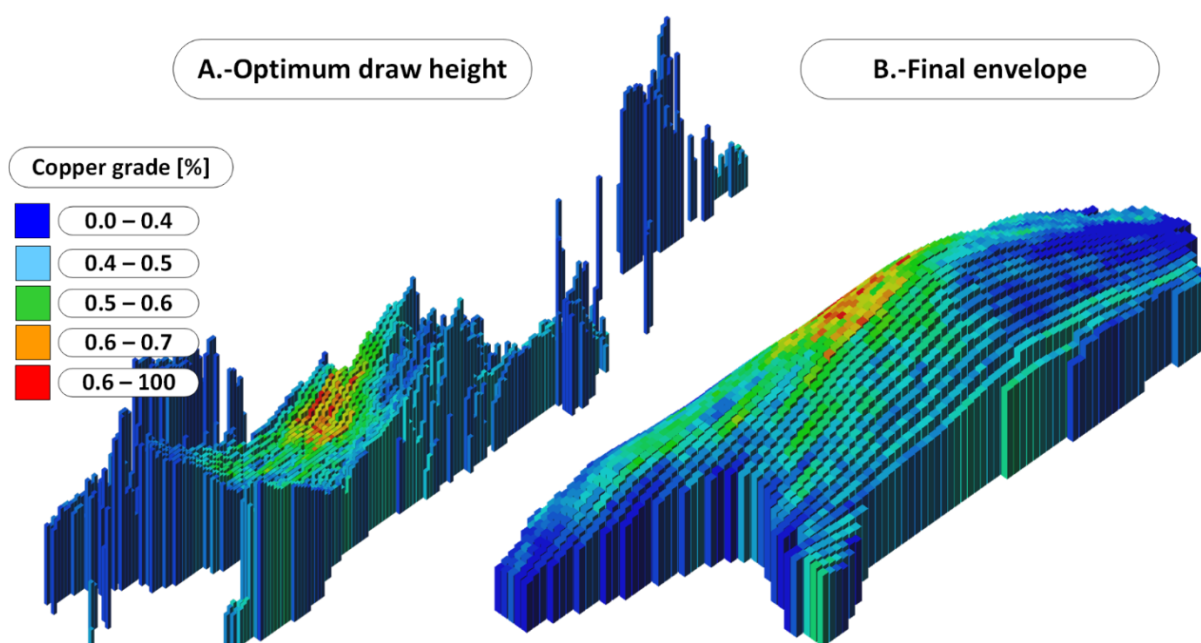 A.-Optimum draw height
B.-Final envelope
Copper grade [%]
0.0 – 0.4
0.4 – 0.5
0.5 – 0.6
0.6 – 0.7
0.6 – 100